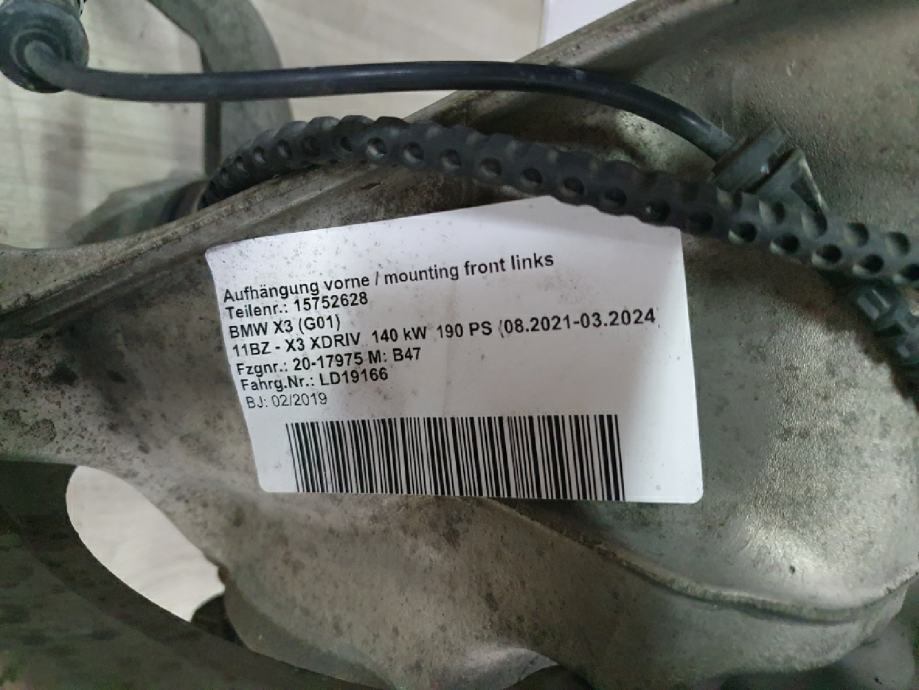 Aufhängung vorne / mounting front links
Teilenr.: 15752628
BMW X3 (G01)
11BZ - X3 XDRIV 140 kW 190 PS (08.2021-03.2024
Fzgnr.: 20-17975 M: B47
Fahrg.Nr.: LD19166
BJ: 02/2019